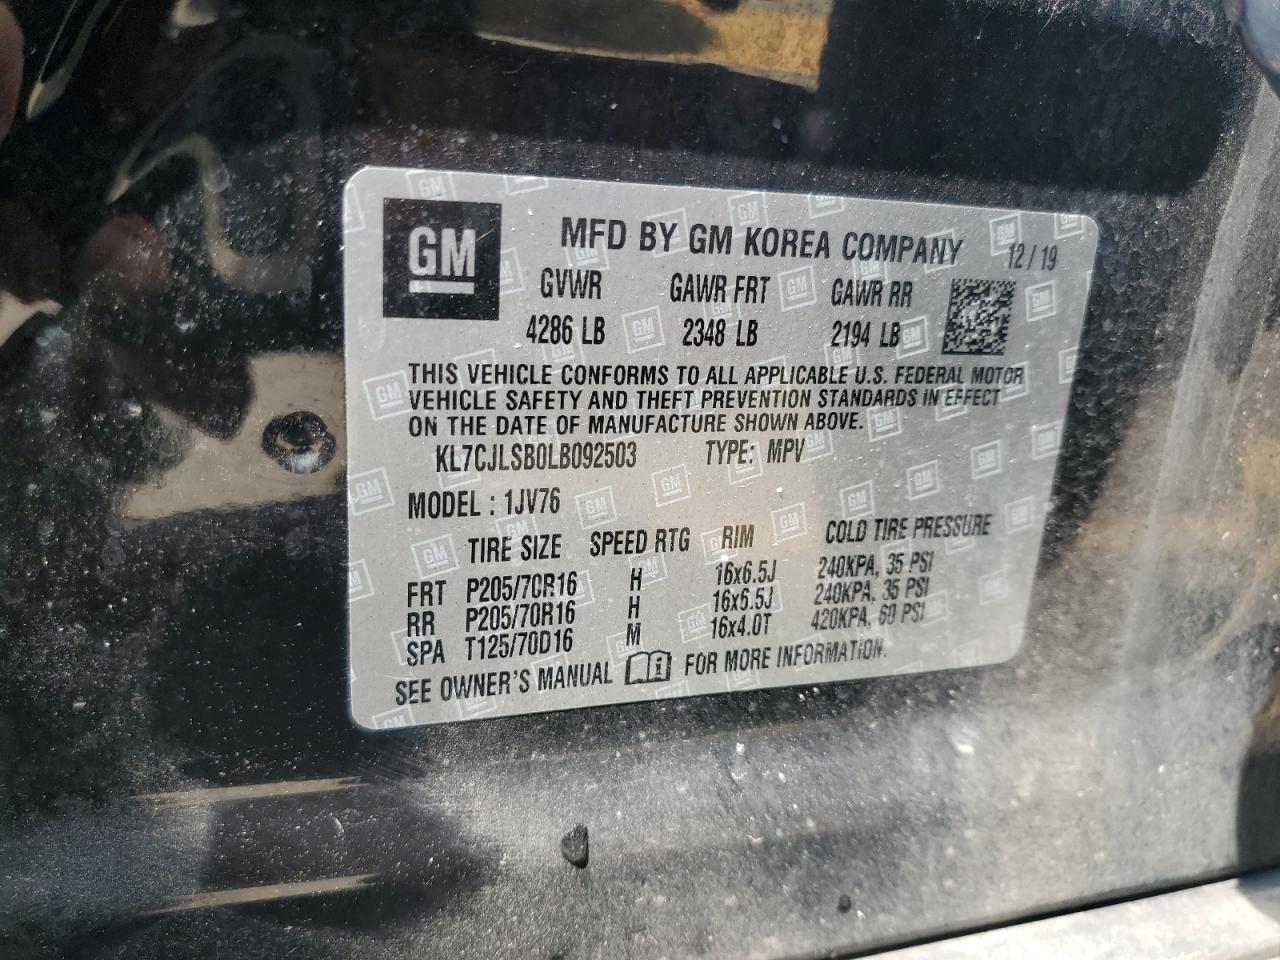 GM
MFD BY GM KOREA COMPANY 12/19
GVWR GAWR FRT GAWR RR
4286 LB 2348 LB 2194 LB
THIS VEHICLE CONFORMS TO ALL APPLICABLE U.S. FEDERAL MOTOR
VEHICLE SAFETY AND THEFT PREVENTION STANDARDS IN EFFECT
ON THE DATE OF MANUFACTURE SHOWN ABOVE.
KL7CJLSB0LB092503 TYPE: MPV
MODEL : 1JV76
TIRE SIZE SPEED RTG RIM COLD TIRE PRESSURE
FRT P205/70R16 H 16x6.5J 240KPA, 35 PSI
RR P205/70R16 H 16x6.5J 240KPA, 35 PSI
SPA T125/70D16 M 16x4.0T 420KPA, 60 PSI
SEE OWNER'S MANUAL i FOR MORE INFORMATION.